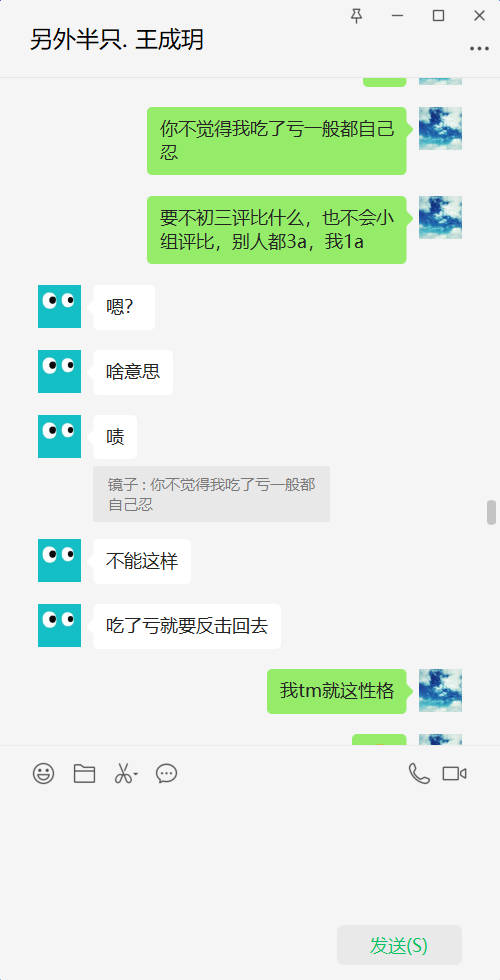 另外半只. 王成玥
你不觉得我吃了亏一般都自己
忍
要不初三评比什么，也不会小
组评比，别人都3a，我1a
嗯?
啥意思
啧
镜子 : 你不觉得我吃了亏一般都
自己忍
不能这样
吃了亏就要反击回去
我tm就这性格
发送(S)